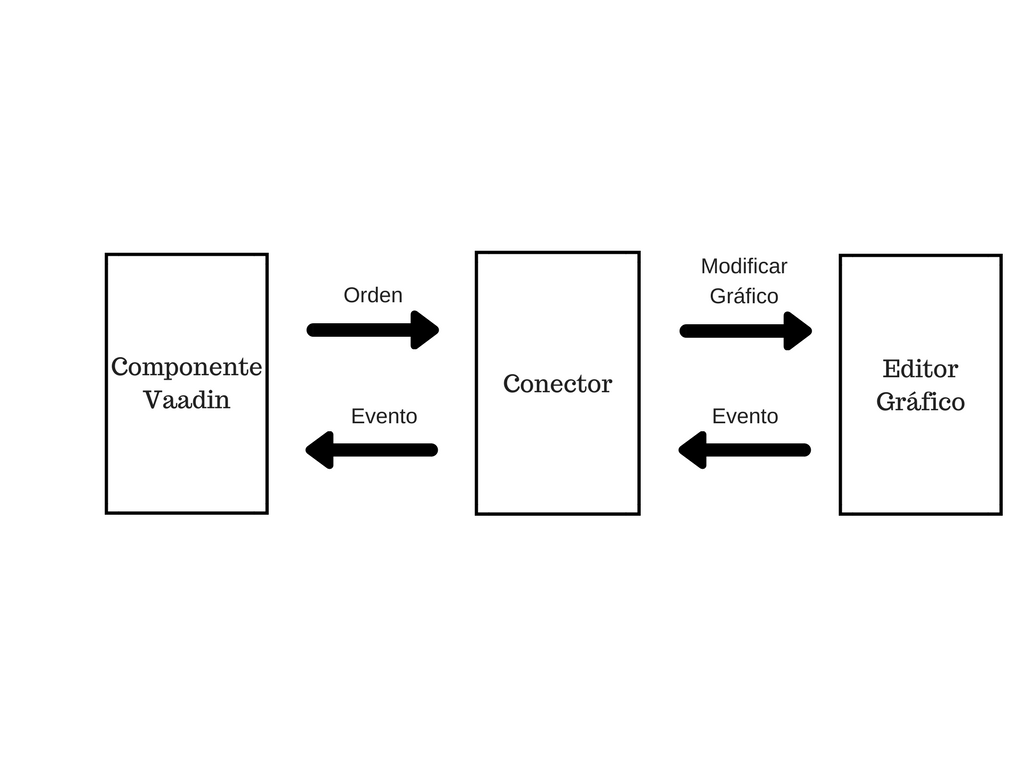 Componente
Vaadin
Orden
Evento
Conector
Modificar
Gráfico
Evento
Editor
Gráfico